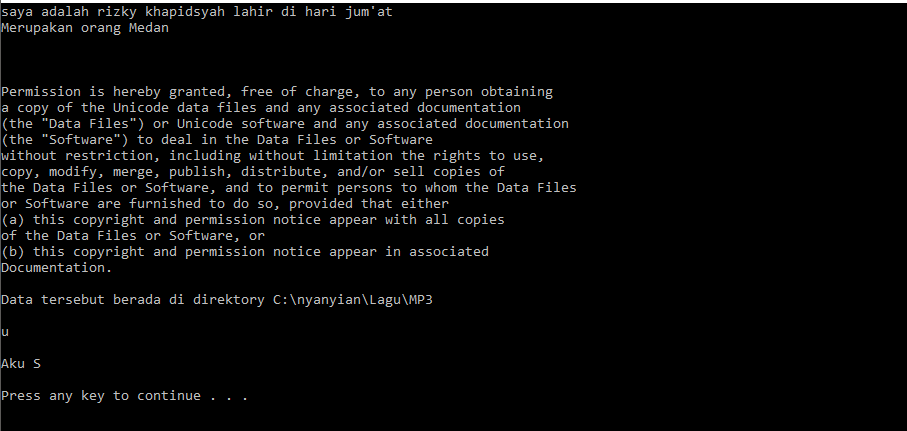 saya adalah rizky khapidsyah lahir di hari jum'at
Merupakan orang Medan
Permission is hereby granted, free of charge, to any person obtaining
a copy of the Unicode data files and any associated documentation
(the "Data Files") or Unicode software and any associated documentation
(the "Software") to deal in the Data Files or Software
without restriction, including without limitation the rights to use,
copy, modify, merge, publish, distribute, and/or sell copies of
the Data Files or Software, and to permit persons to whom the Data Files
or Software are furnished to do so, provided that either
(a) this copyright and permission notice appear with all copies
of the Data Files or Software, or
(b) this copyright and permission notice appear in associated
Documentation.
Data tersebut berada di direktory C:\nyanyian\Lagu\MP3
u
Aku S
Press any key to continue . . .